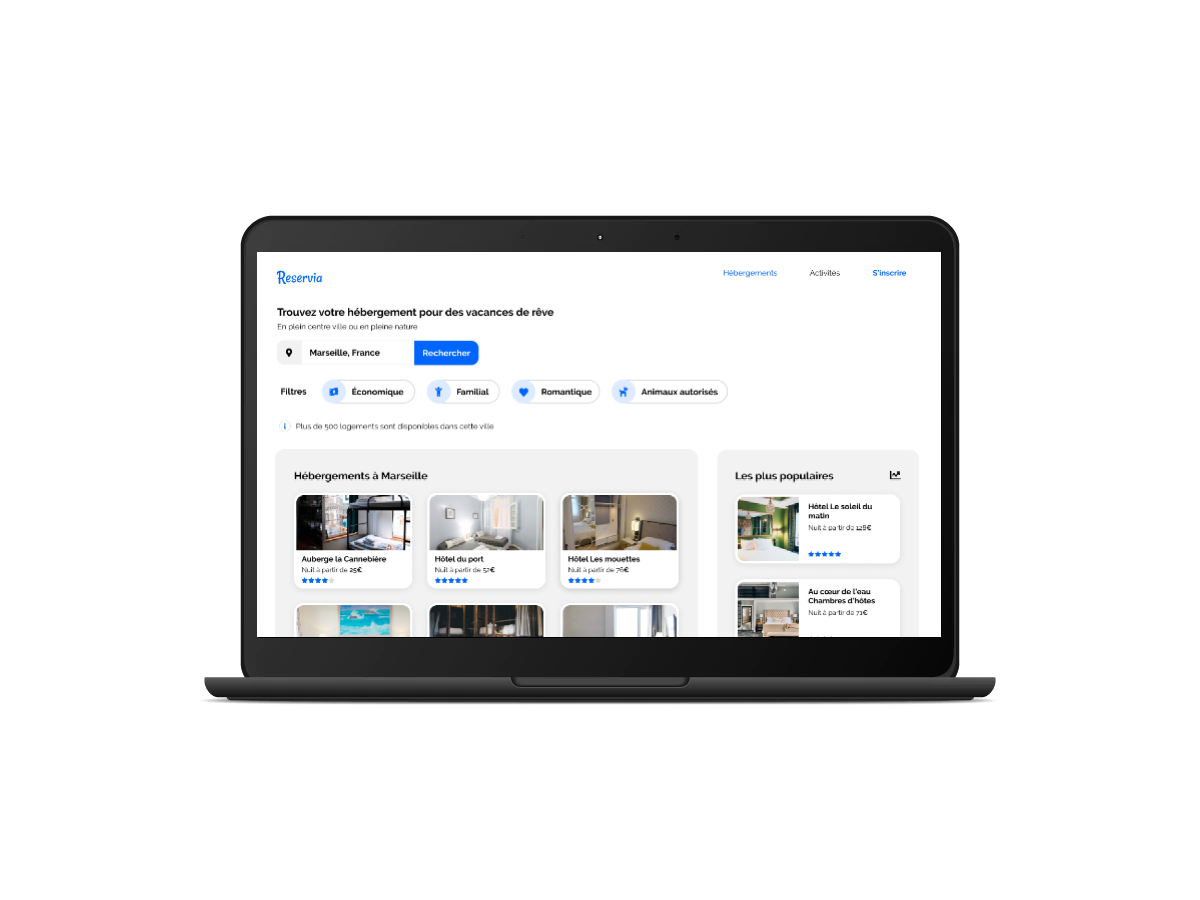 Reservia
Hébergements
Activités
S'inscrire
Trouvez votre hébergement pour des vacances de rêve
En plein centre ville ou en pleine nature
Marseille, France
Rechercher
Filtres
Économique
Familial
Romantique
Animaux autorisés
Plus de 500 logements sont disponibles dans cette ville
Hébergements à Marseille
Auberge la Cannebière
Nuit à partir de 25€
Hôtel du port
Nuit à partir de 52€
Hôtel Les mouettes
Nuit à partir de 76€
Les plus populaires
Hôtel Le soleil du
matin
Nuit à partir de 128€
Au cœur de l'eau
Chambres d'hôtes
Nuit à partir de 71€